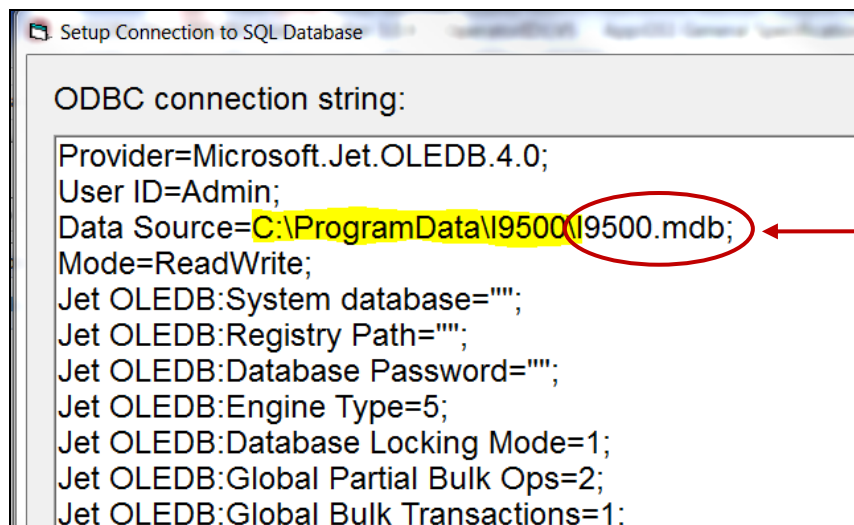 Setup Connection to SQL Database
ODBC connection string:
Provider=Microsoft.Jet.OLEDB.4.0;
User ID=Admin;
Data Source=C:\ProgramData\I9500\I9500.mdb;
Mode=ReadWrite;
Jet OLEDB:System database="";
Jet OLEDB:Registry Path="";
Jet OLEDB:Database Password="";
Jet OLEDB:Engine Type=5;
Jet OLEDB:Database Locking Mode=1;
Jet OLEDB:Global Partial Bulk Ops=2;
Jet OLEDB:Global Bulk Transactions=1;